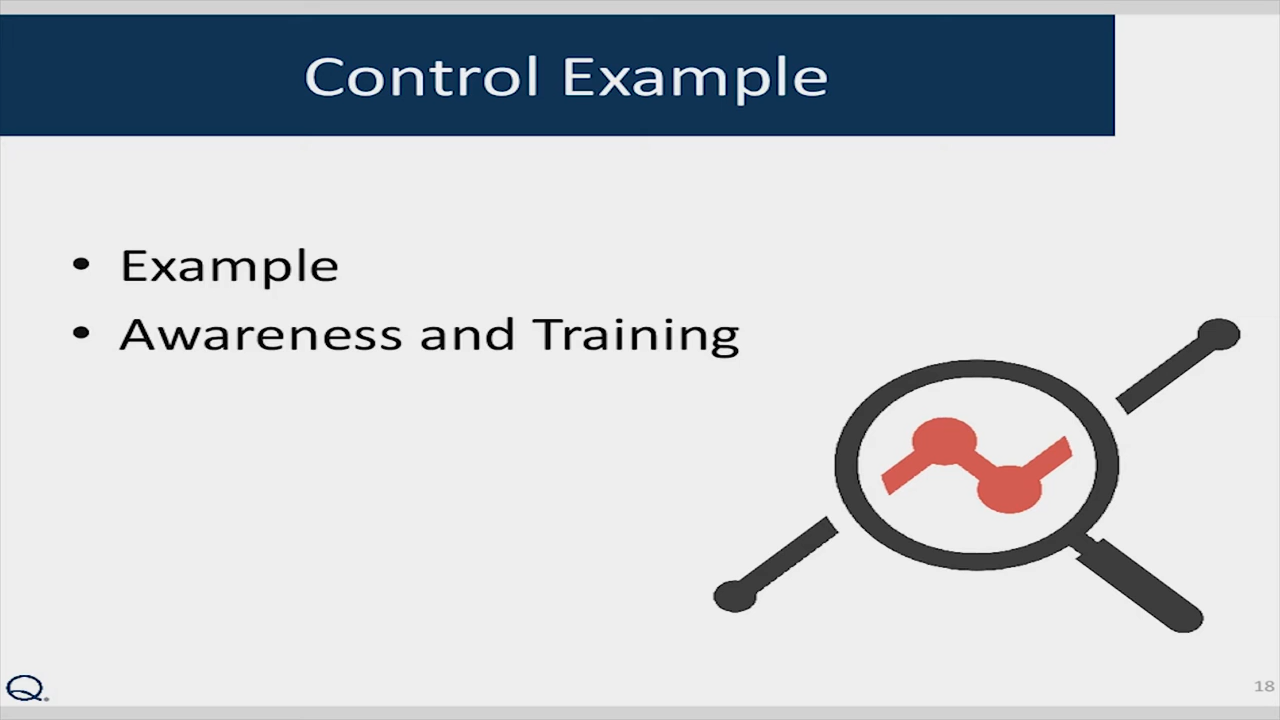 Control Example
• Example
• Awareness and Training
Q
18